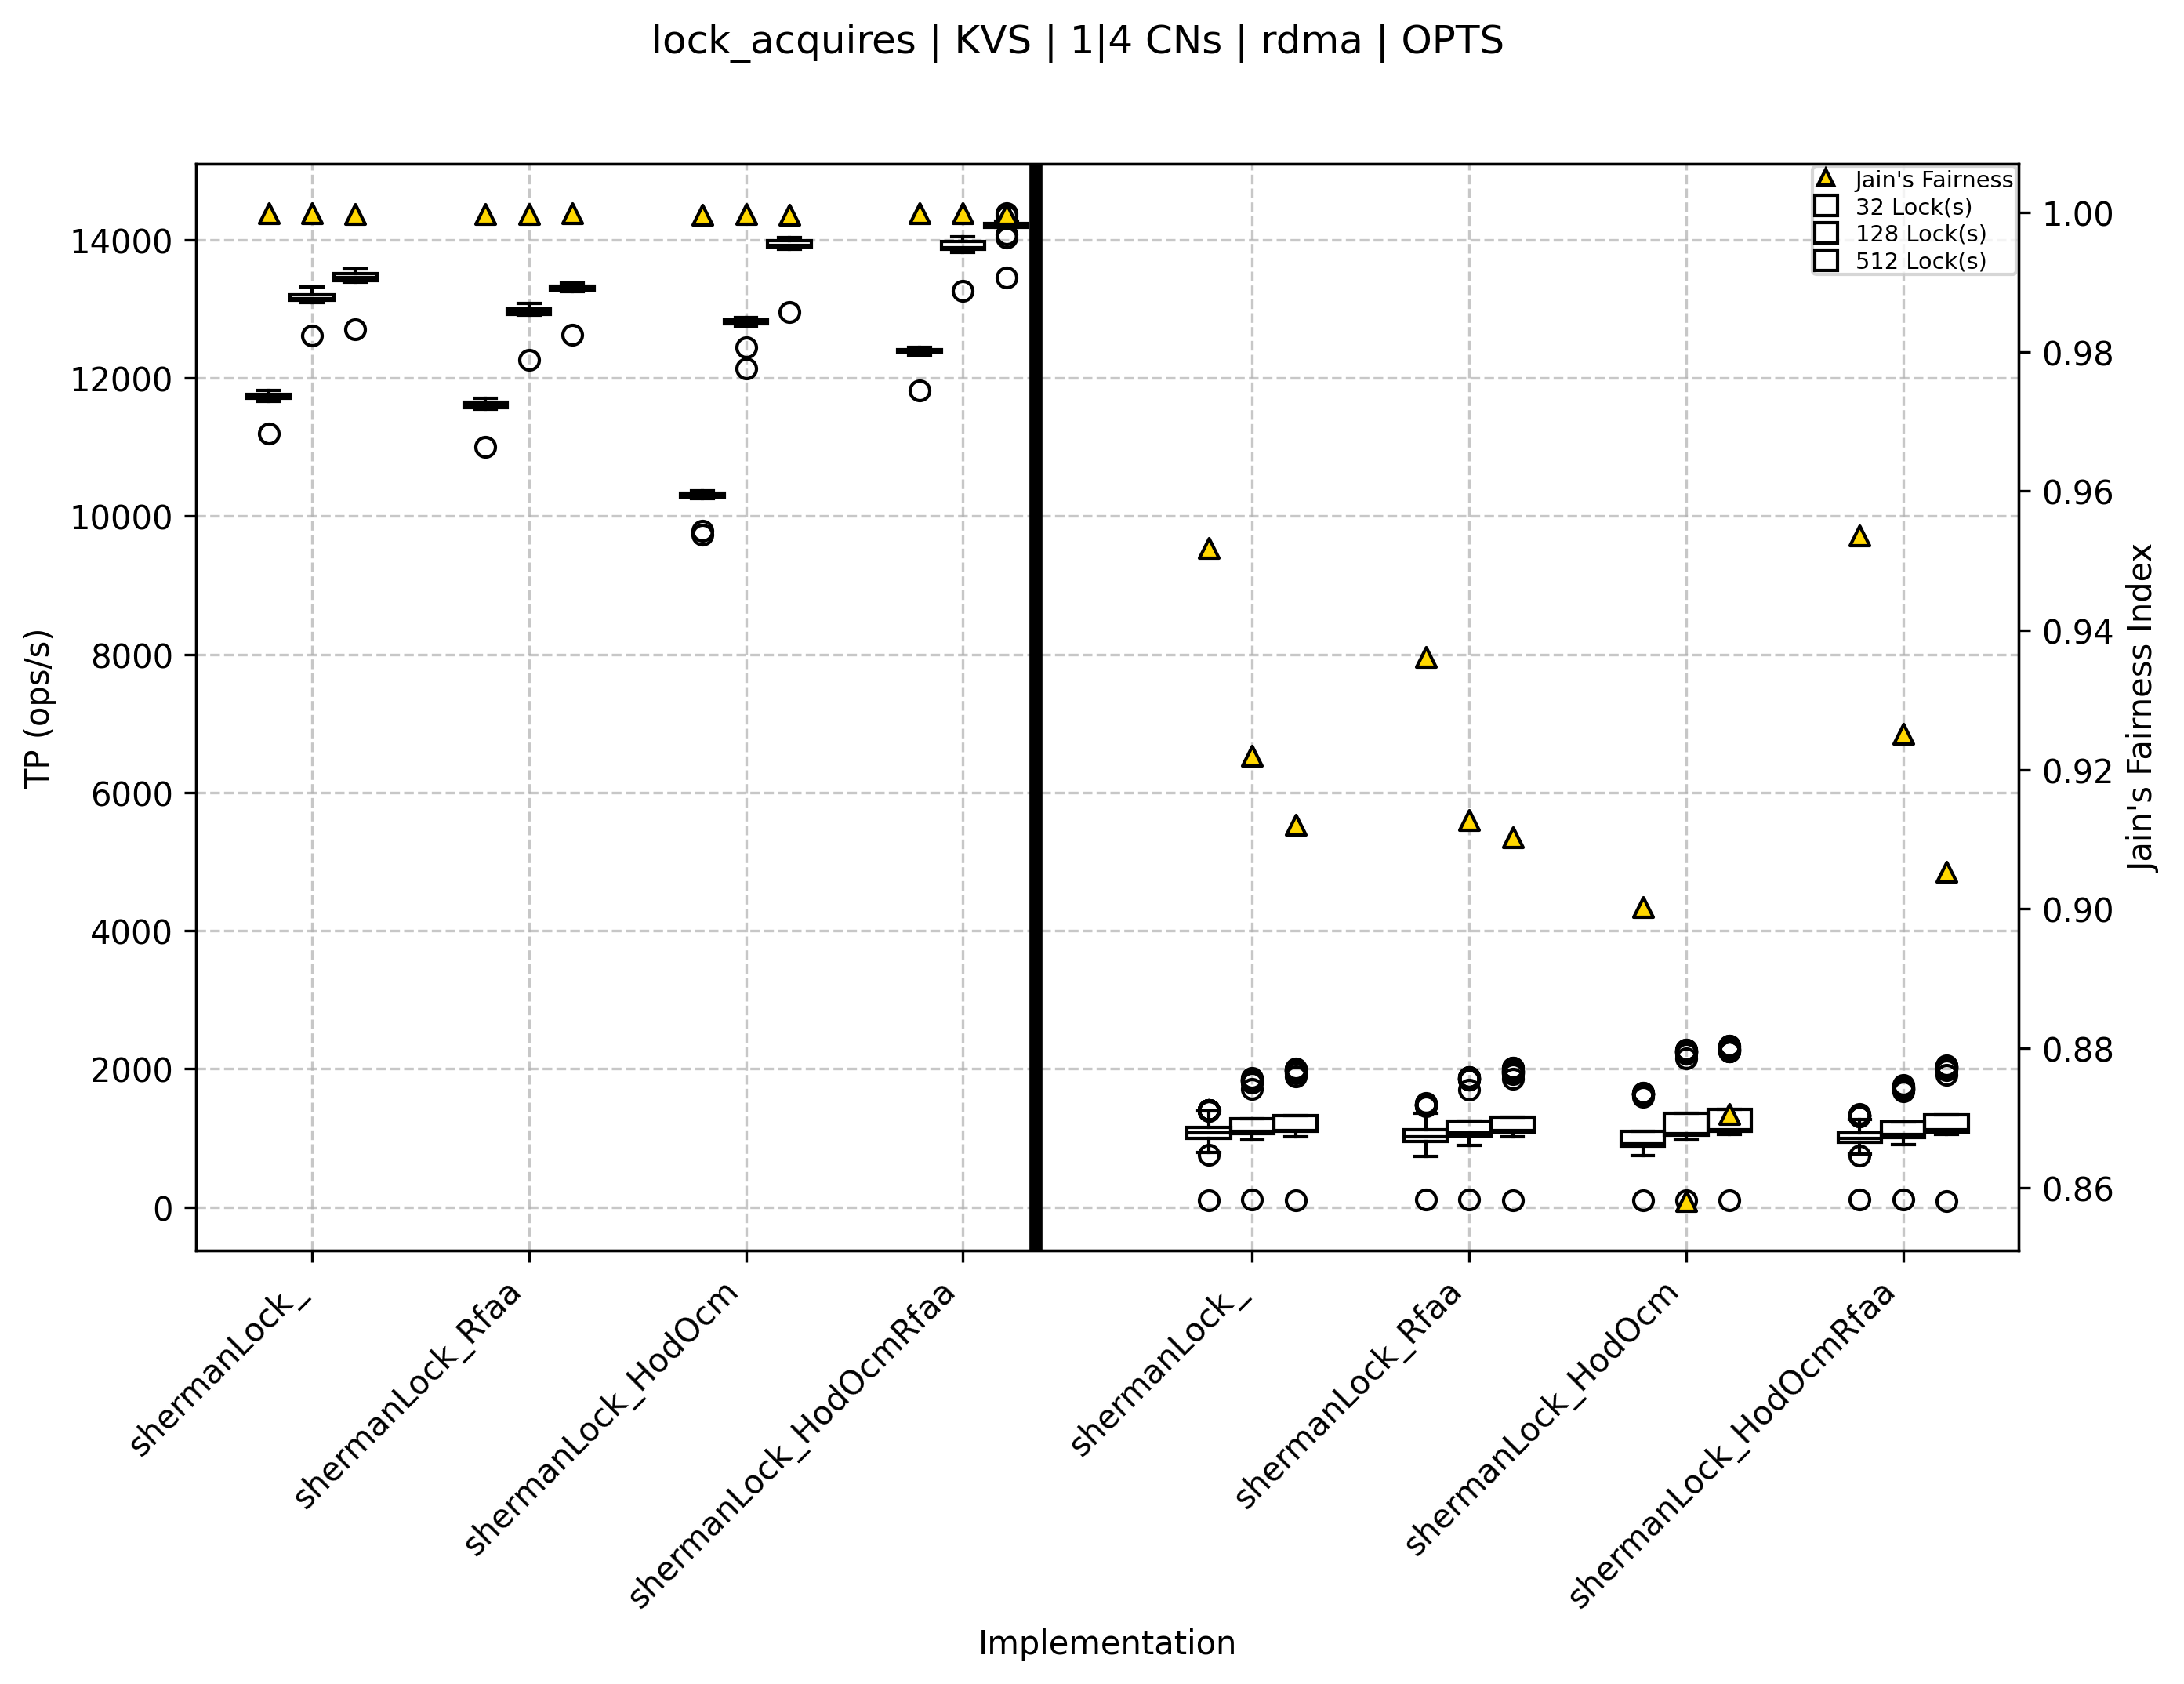 lock_acquires | KVS | 1|4 CNs | rdma | OPTS
Jain's Fairness
32 Lock(s)
128 Lock(s)
512 Lock(s)
TP (ops/s)
14000
12000
10000
8000
6000
4000
2000
0
1.00
0.98
0.96
0.94
0.92
0.90
0.88
0.86
Jain's Fairness Index
shermanLock_
shermanLock_Rfaa
shermanLock_HodOcm
shermanLock_HodOcmRfaa
shermanLock_
shermanLock_Rfaa
shermanLock_HodOcm
shermanLock_HodOcmRfaa
Implementation